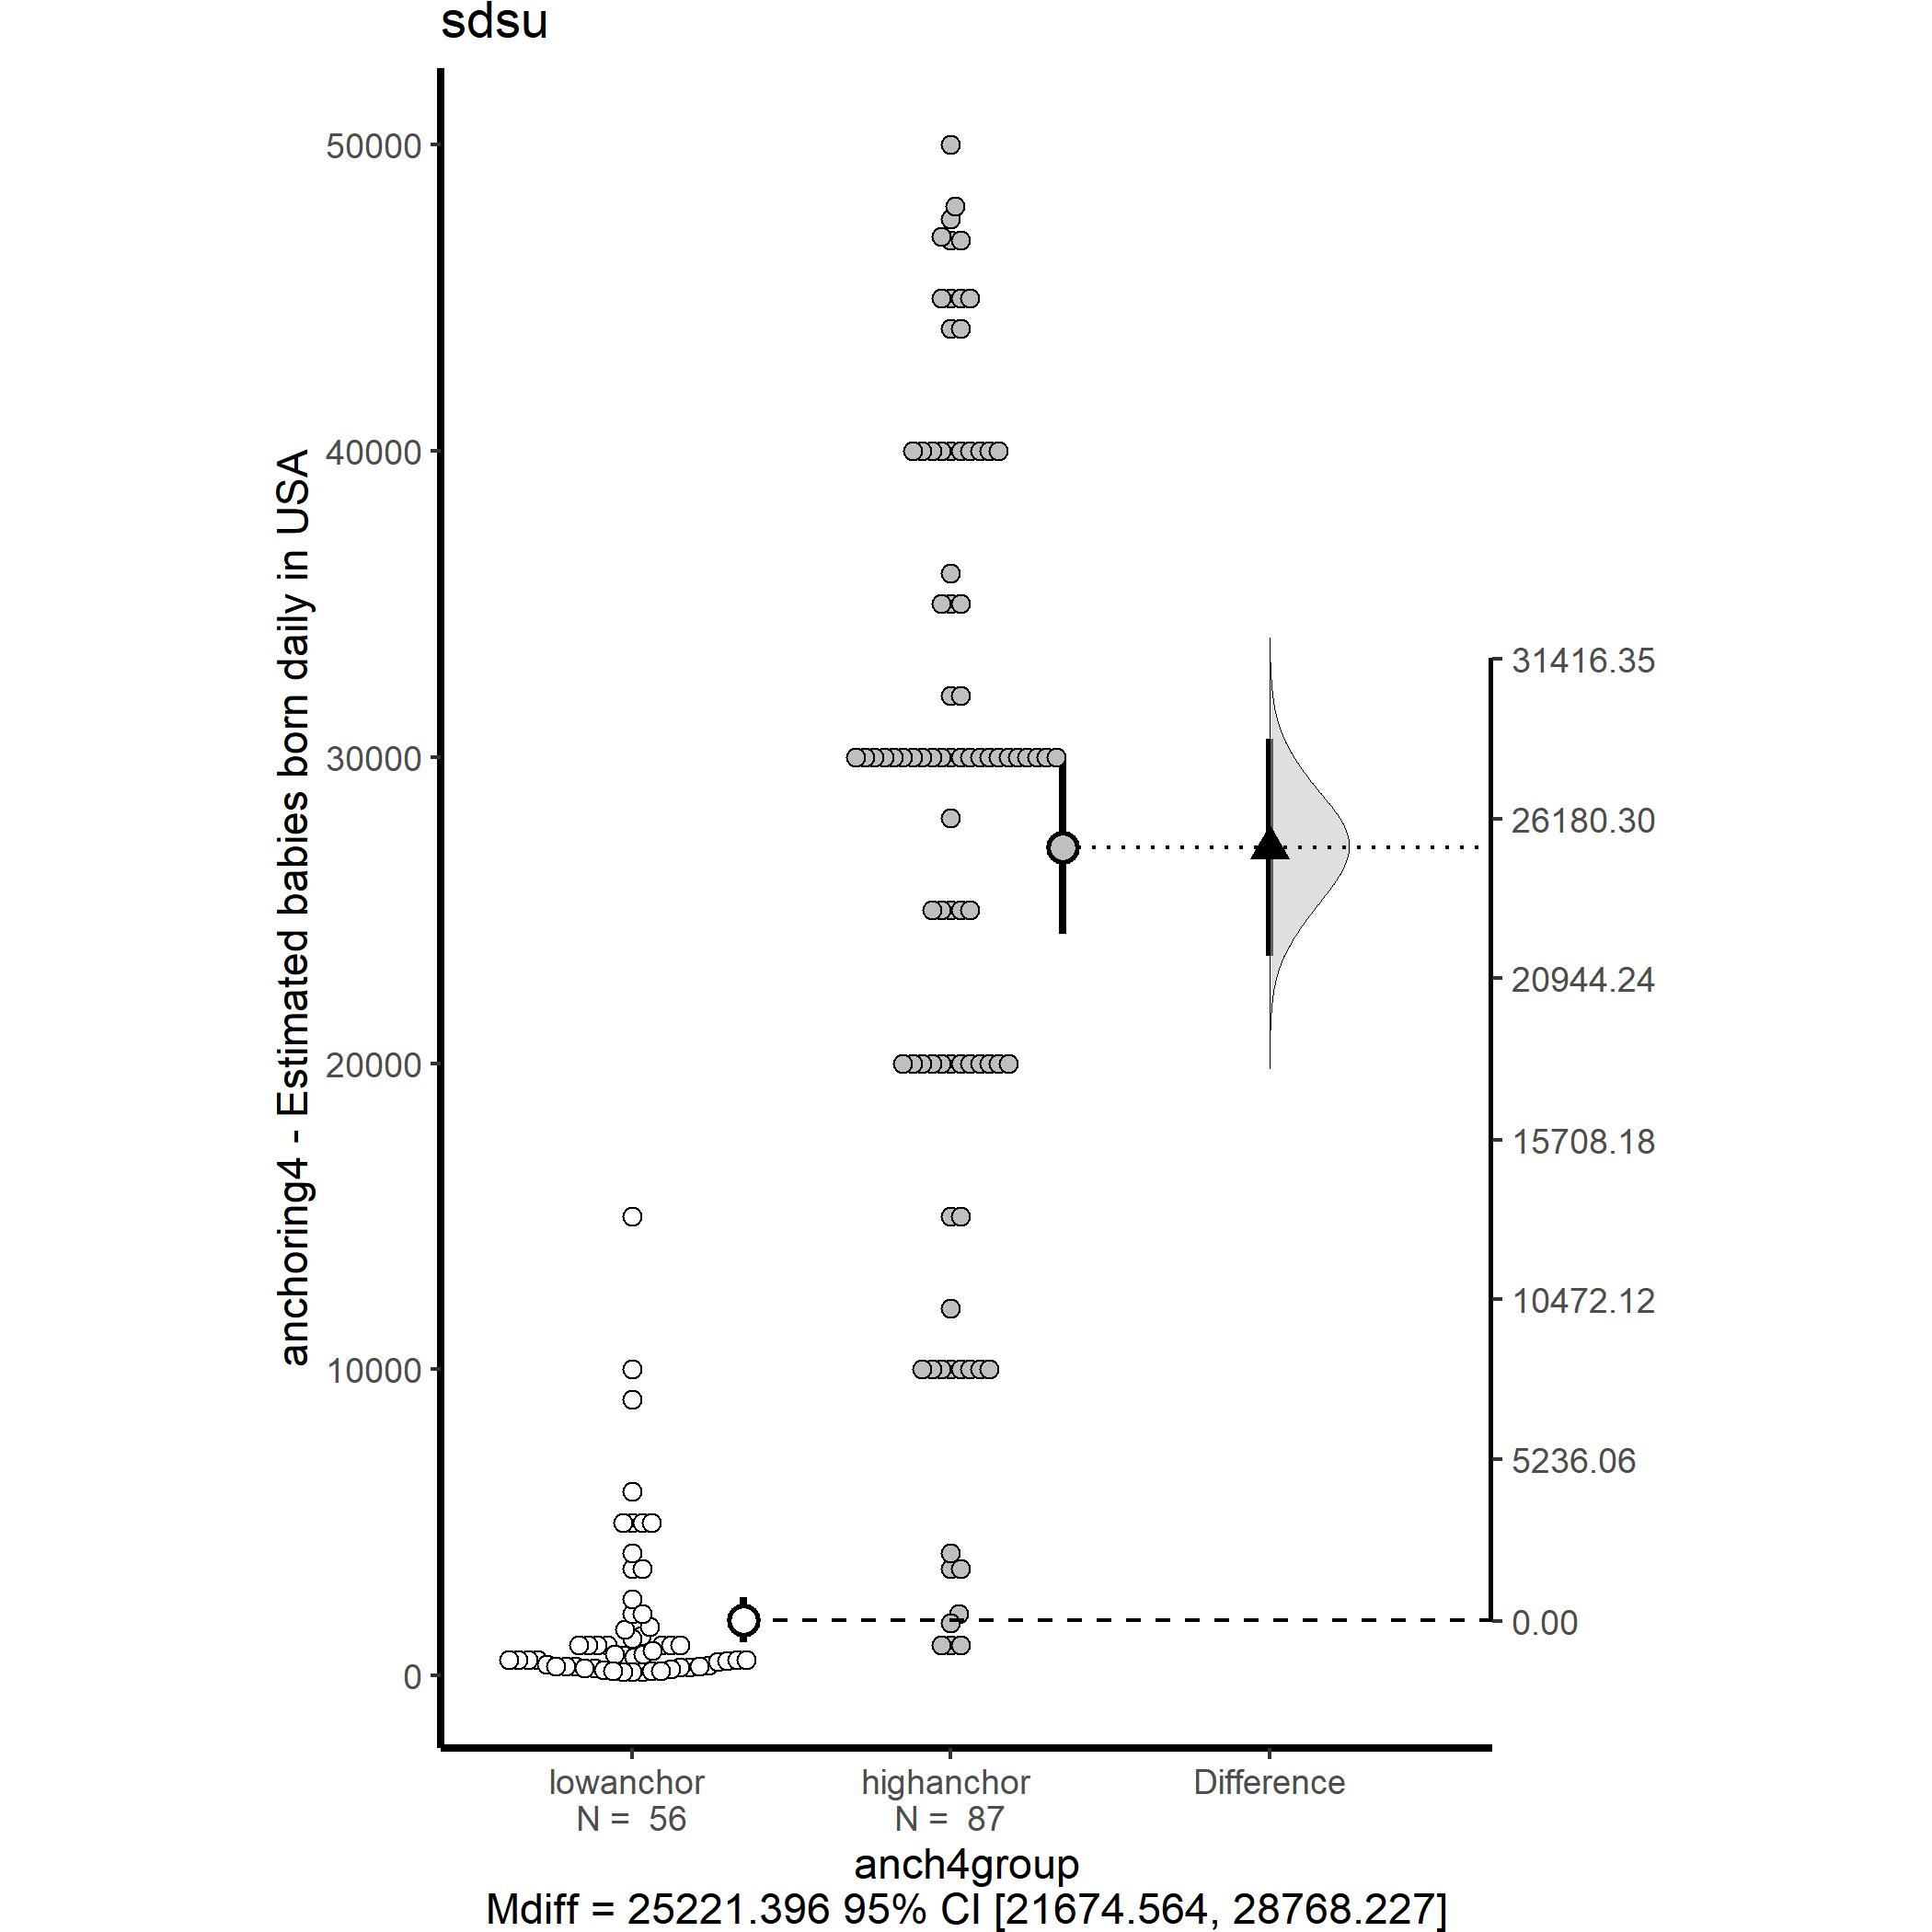 sdsu
anchoring4 - Estimated babies born daily in USA
50000
40000
30000
20000
10000
0
31416.35
26180.30
20944.24
15708.18
10472.12
5236.06
0.00
lowanchor
N =  56
highanchor
N =  87
Difference
anch4group
Mdiff = 25221.396 95% CI [21674.564, 28768.227]